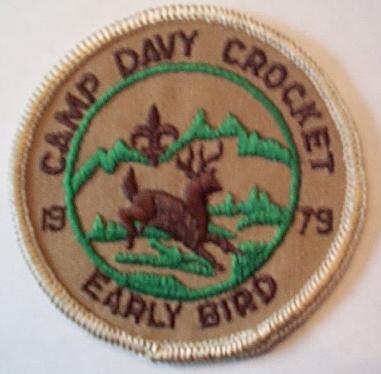 CAMP DAVY CROCKET
19 79
EARLY BIRD